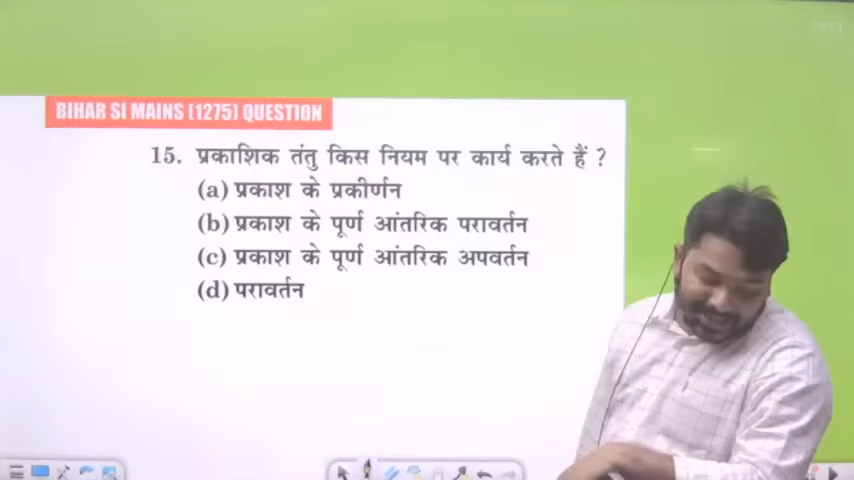 BIHAR SI MAINS (1275) QUESTION
15. प्रकाशिक तंतु किस नियम पर कार्य करते हैं ?
(a) प्रकाश के प्रकीर्णन
(b) प्रकाश के पूर्ण आंतरिक परावर्तन
(c) प्रकाश के पूर्ण आंतरिक अपवर्तन
(d) परावर्तन